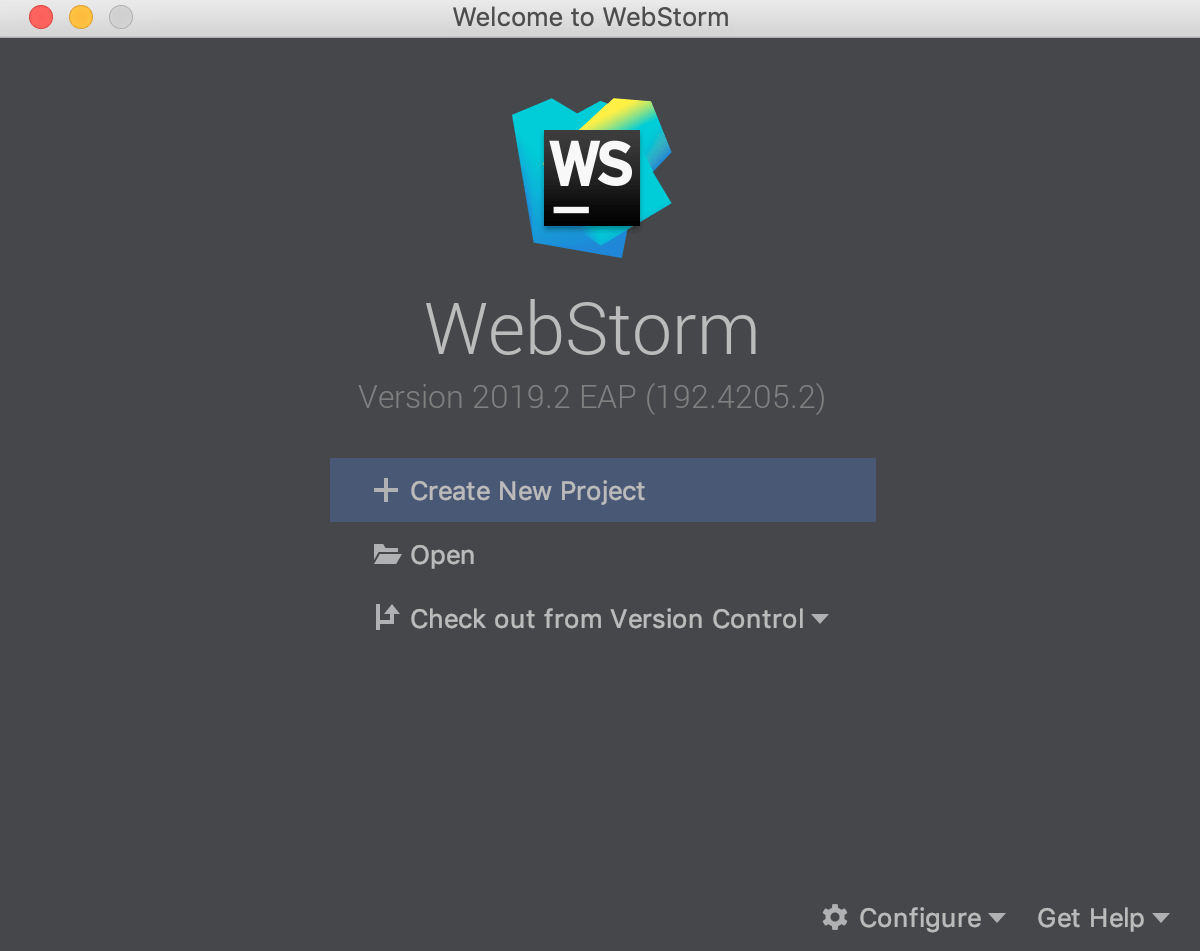 Welcome to WebStorm
WS
WebStorm
Version 2019.2 EAP (192.4205.2)
Create New Project
Open
Check out from Version Control
Configure Get Help